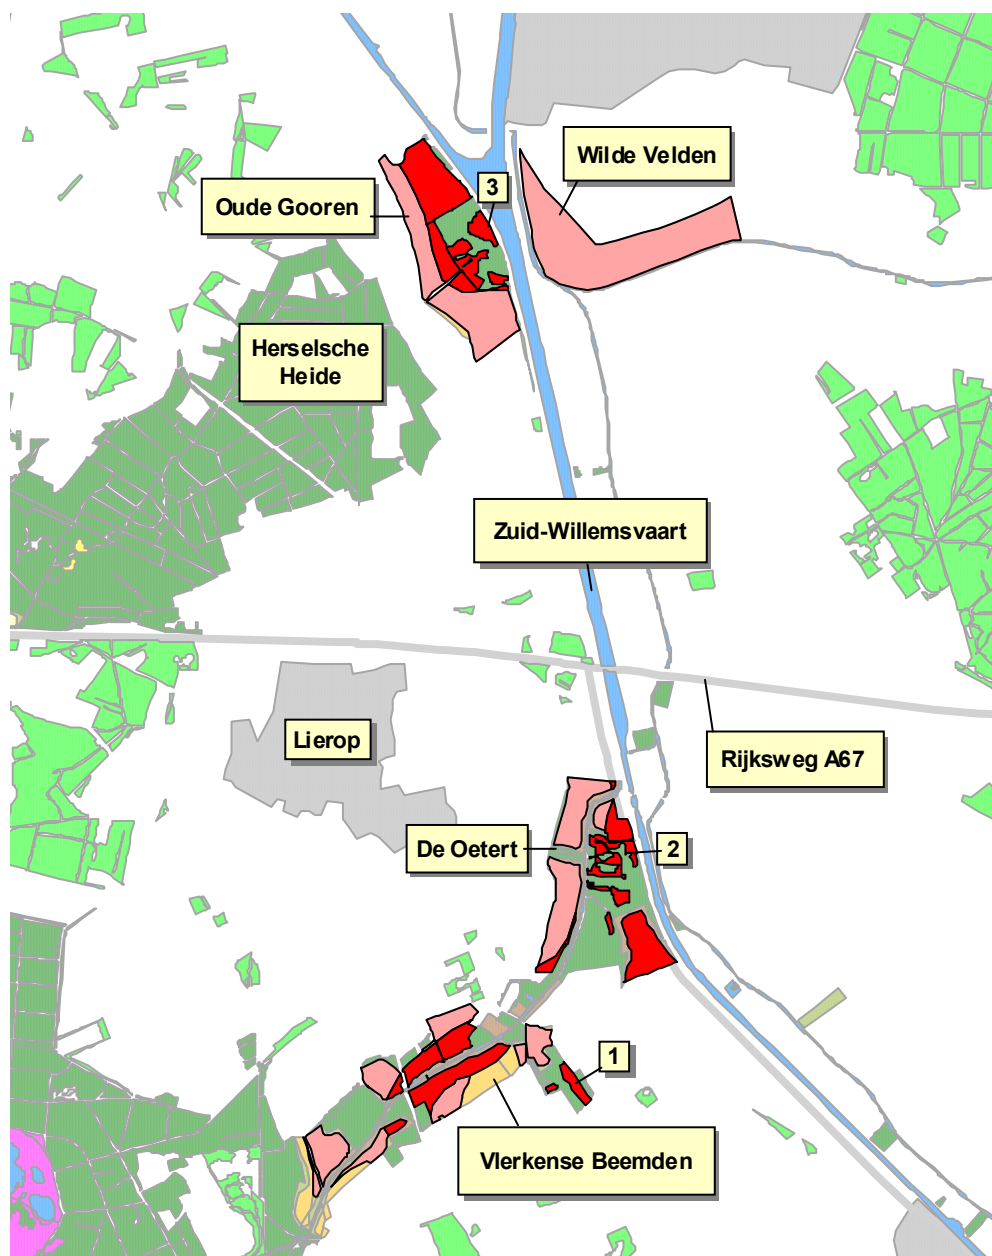 Wilde Velden
3
Oude Gooren
Herselsche
Heide
Zuid-Willemsvaart
Lierop
Rijksweg A67
De Oetert
2
1
Vlerkense Beemden